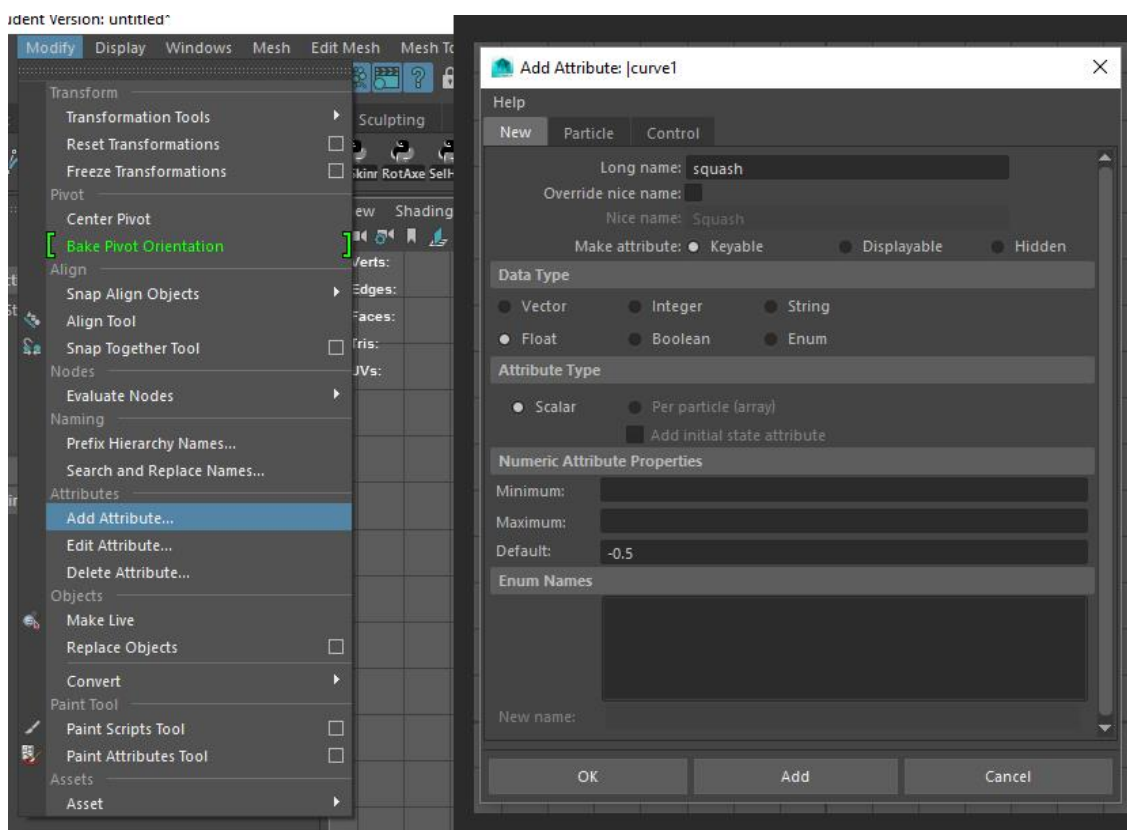 udent Version: untitled*
Modify Display Windows Mesh Edit Mesh Mesh To
Transform
Transformation Tools
Reset Transformations
Freeze Transformations
Pivot
Center Pivot
Bake Pivot Orientation
Align
Snap Align Objects
Align Tool
Snap Together Tool
Nodes
Evaluate Nodes
Naming
Prefix Hierarchy Names...
Search and Replace Names...
Attributes
Add Attribute...
Edit Attribute...
Delete Attribute...
Objects
Make Live
Replace Objects
Convert
Paint Tool
Paint Scripts Tool
Paint Attributes Tool
Assets
Asset
Sculpting
Skinr RotAxe SelH
ew Shading
Verts:
Edges:
Faces:
Tris:
UVs:
Add Attribute: |curve1
Help
New Particle Control
Long name: squash
Override nice name:
Nice name: Squash
Make attribute: Keyable Displayable Hidden
Data Type
Vector Integer String
Float Boolean Enum
Attribute Type
Scalar Per particle (array)
Add initial state attribute
Numeric Attribute Properties
Minimum:
Maximum:
Default: -0.5
Enum Names
New name:
OK Add Cancel